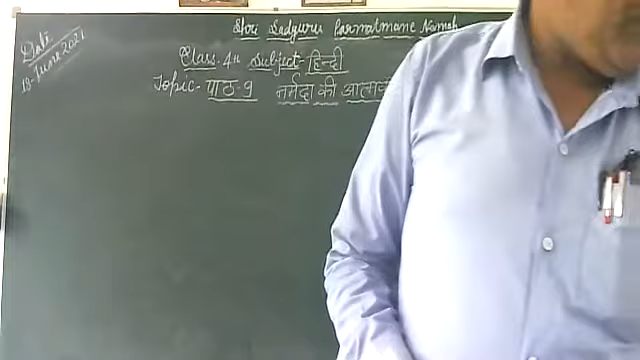 Shri Sadguru Parmatmane Namah
Date
18-June 2021
Class-4th Subject-हिन्दी
Topic-पाठ-9 नर्मदा की